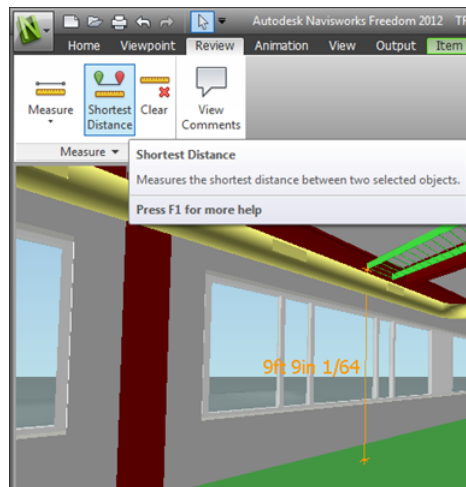 Autodesk Navisworks Freedom 2012
Home Viewpoint Review Animation View Output Item
Measure Shortest Distance Clear View Comments
Measure
Shortest Distance
Measures the shortest distance between two selected objects.
Press F1 for more help
9ft 9in 1/64